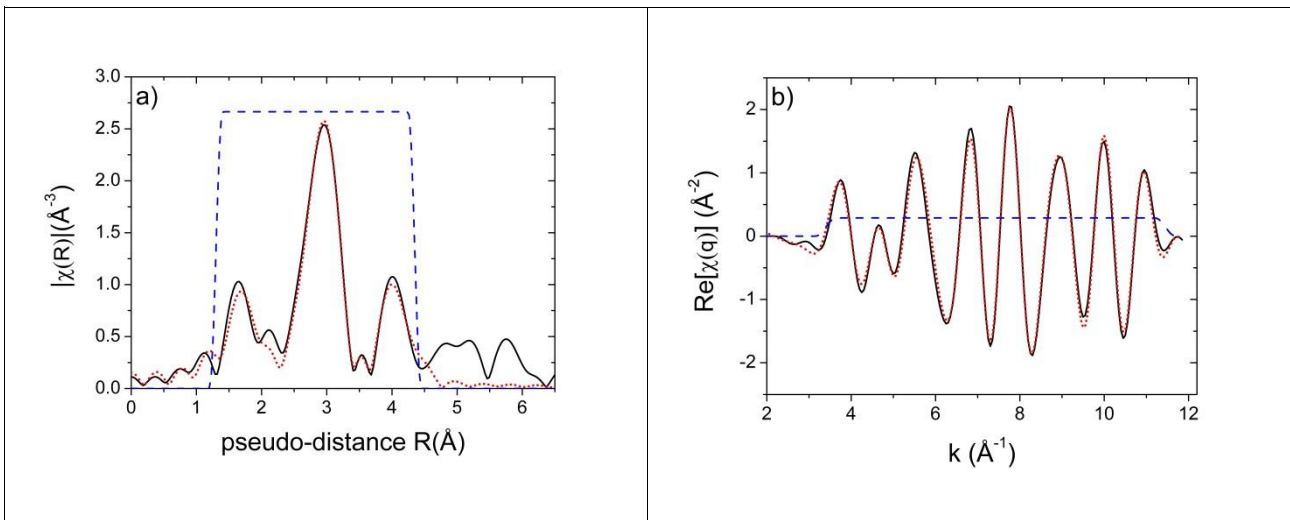 a)
3.0
2.5
2.0
1.5
1.0
0.5
0.0
|χ(R)|(Å⁻³)
0 1 2 3 4 5 6
pseudo-distance R(Å)
b)
2
1
0
-1
-2
Re[χ(q)] (Å⁻²)
2 4 6 8 10 12
k (Å⁻¹)